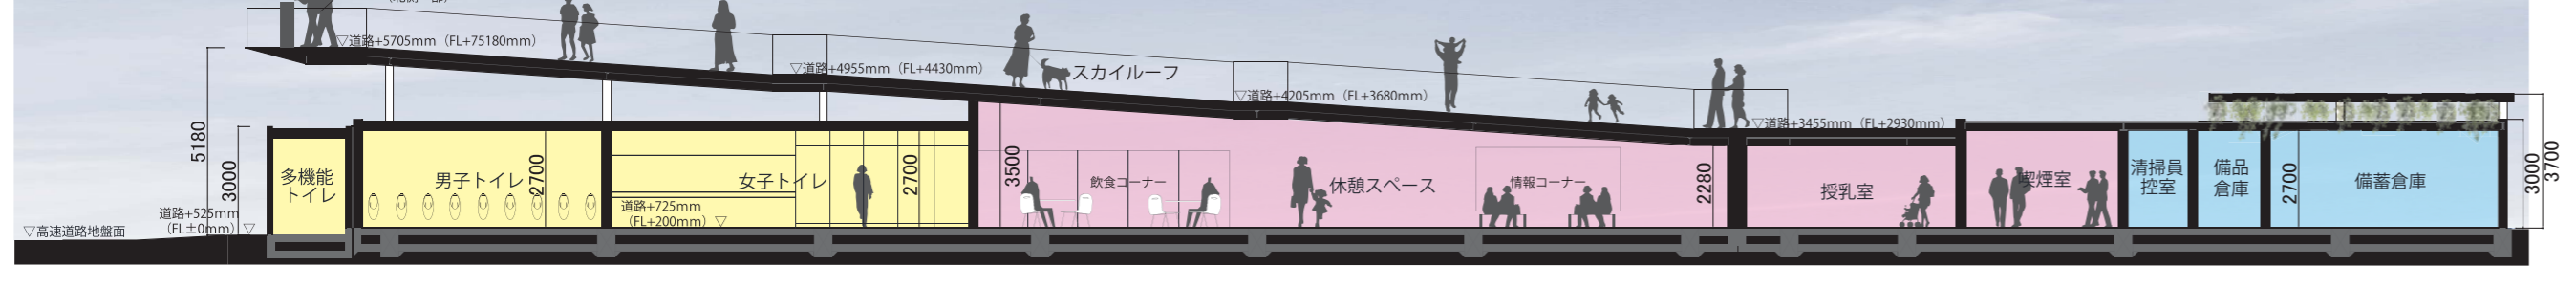 ▽道路+5705mm（FL+75180mm）
▽道路+4955mm（FL+4430mm）
スカイルーフ
▽道路+4205mm（FL+3680mm）
▽道路+3455mm（FL+2930mm）
5180
3000
多機能
トイレ
男子トイレ
2700
女子トイレ
2700
3500
飲食コーナー
休憩スペース
情報コーナー
2280
授乳室
喫煙室
清掃員
控室
備品
倉庫
2700
備蓄倉庫
3000
3700
道路+525mm
（FL±0mm）▽
道路+725mm
（FL+200mm）▽
▽高速道路地盤面